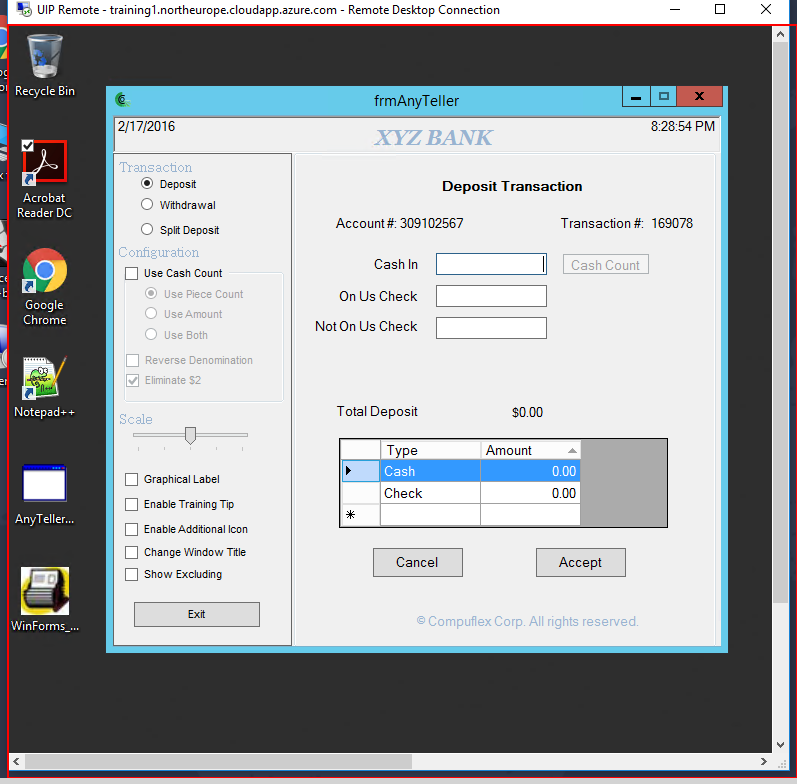 UIP Remote - training1.northeurope.cloudapp.azure.com - Remote Desktop Connection
Recycle Bin
Acrobat
Reader DC
Google
Chrome
Notepad++
AnyTeller...
WinForms_...
frmAnyTeller
2/17/2016
XYZ BANK
8:28:54 PM
Transaction
Deposit
Withdrawal
Split Deposit
Configuration
Use Cash Count
Use Piece Count
Use Amount
Use Both
Reverse Denomination
Eliminate $2
Scale
Graphical Label
Enable Training Tip
Enable Additional Icon
Change Window Title
Show Excluding
Exit
Deposit Transaction
Account #: 309102567 Transaction #: 169078
Cash In Cash Count
On Us Check
Not On Us Check
Total Deposit $0.00
Type Amount
Cash 0.00
Check 0.00
Cancel Accept
© Compuflex Corp. All rights reserved.